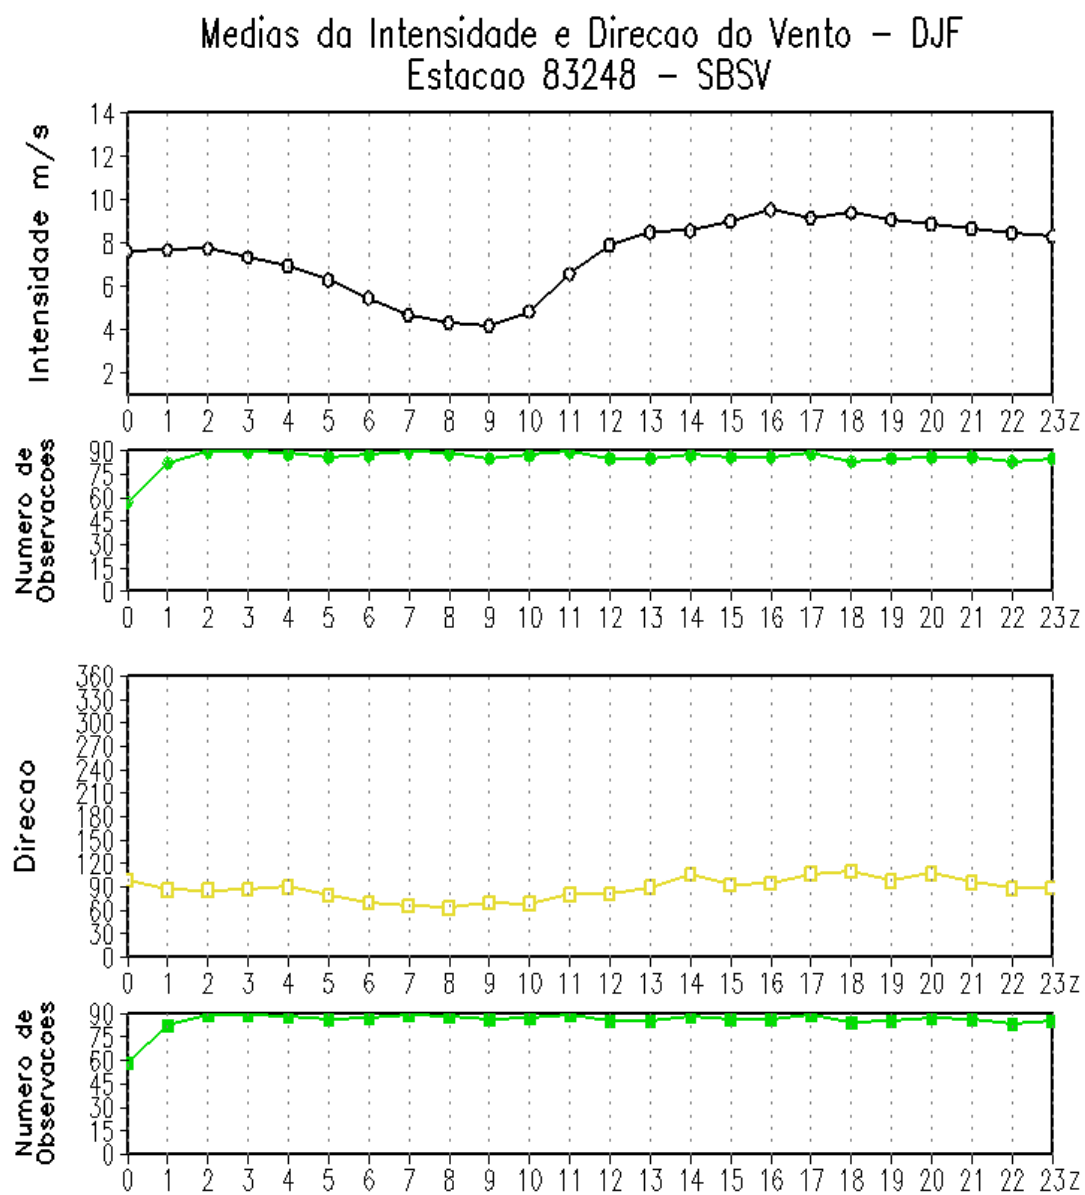 Medias da Intensidade e Direcao do Vento - DJF
Estacao 83248 - SBSV
Intensidade m/s
14
12
10
8
6
4
2
0 1 2 3 4 5 6 7 8 9 10 11 12 13 14 15 16 17 18 19 20 21 22 23z
Numero de
Observacoes
90
75
60
45
30
15
0
0 1 2 3 4 5 6 7 8 9 10 11 12 13 14 15 16 17 18 19 20 21 22 23z
Direcao
360
330
300
270
240
210
180
150
120
90
60
30
0
0 1 2 3 4 5 6 7 8 9 10 11 12 13 14 15 16 17 18 19 20 21 22 23z
Numero de
Observacoes
90
75
60
45
30
15
0
0 1 2 3 4 5 6 7 8 9 10 11 12 13 14 15 16 17 18 19 20 21 22 23z